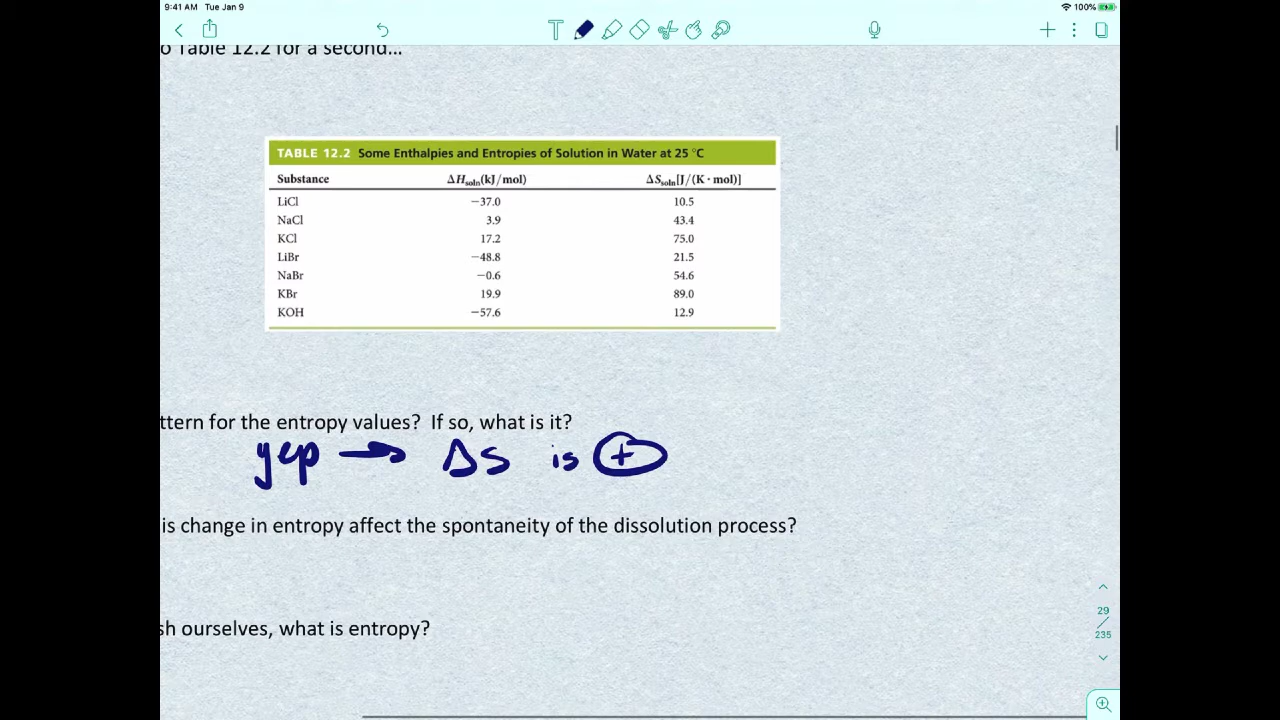 9:41 AM Tue Jan 9
100%
o Table 12.2 for a second...
TABLE 12.2 Some Enthalpies and Entropies of Solution in Water at 25 °C
Substance ΔHsoln(kJ/mol) ΔSsoln[J/(K · mol)]
LiCl −37.0 10.5
NaCl 3.9 43.4
KCl 17.2 75.0
LiBr −48.8 21.5
NaBr −0.6 54.6
KBr 19.9 89.0
KOH −57.6 12.9
ttern for the entropy values? If so, what is it?
yep → ΔS is +
is change in entropy affect the spontaneity of the dissolution process?
sh ourselves, what is entropy?
29
/
235